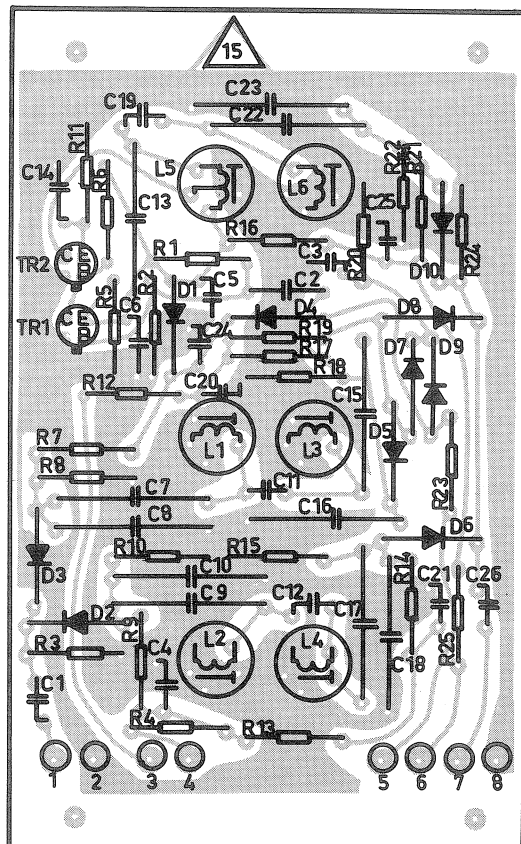 15
C23
C19
C22
R11
C14
R6
C13
L5
L6
R22
R21
C25
R16
R20
R24
TR2
R1
C3
D10
R5
C6
R2
D1
C5
C2
TR1
C24
D4
D8
R19
R17
D7
D9
R12
C20
R18
C15
L1
L3
D5
R7
R8
R23
C7
C11
C8
C16
D6
D3
R10
R15
C10
R14
C21
C26
C9
C12
C17
D2
R9
L2
L4
R3
C4
C18
R25
C1
R4
R13
1 2 3 4 5 6 7 8